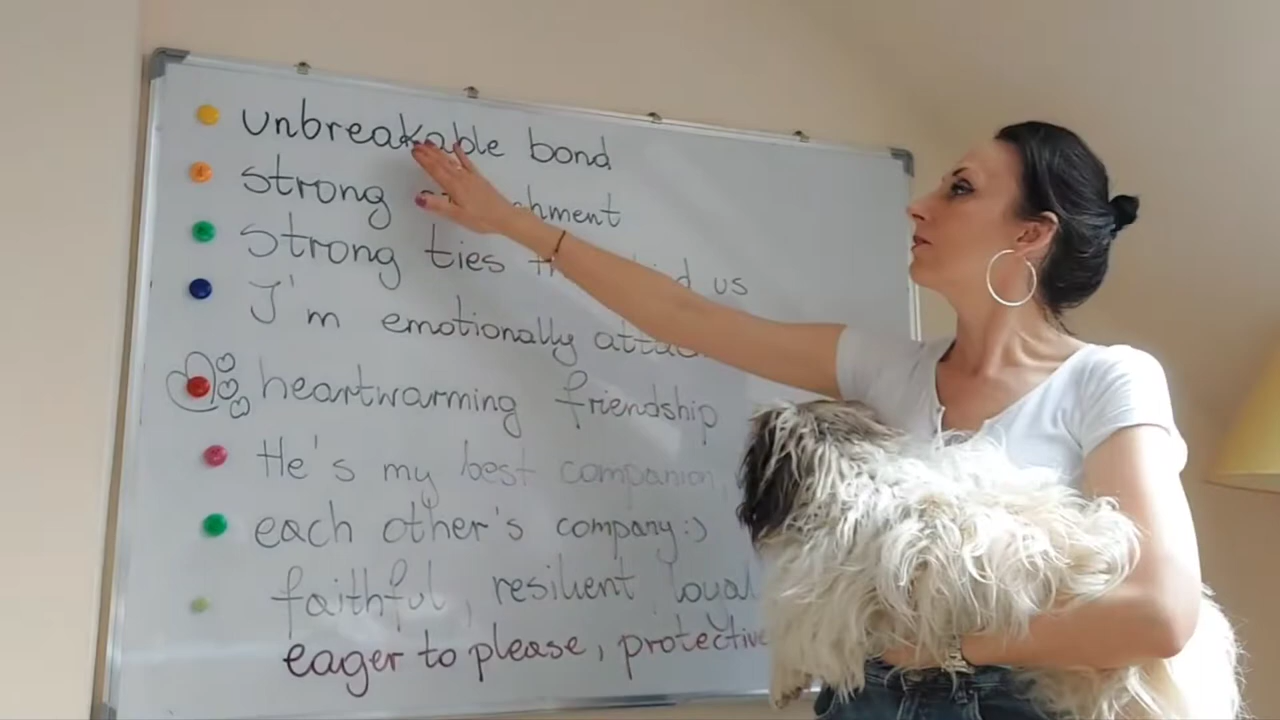 unbreakable bond
strong
strong ties us
I'm emotionally
heartwarming friendship
He's my best companion,
each other's company:)
faithful, resilient, loyal
eager to please, protective